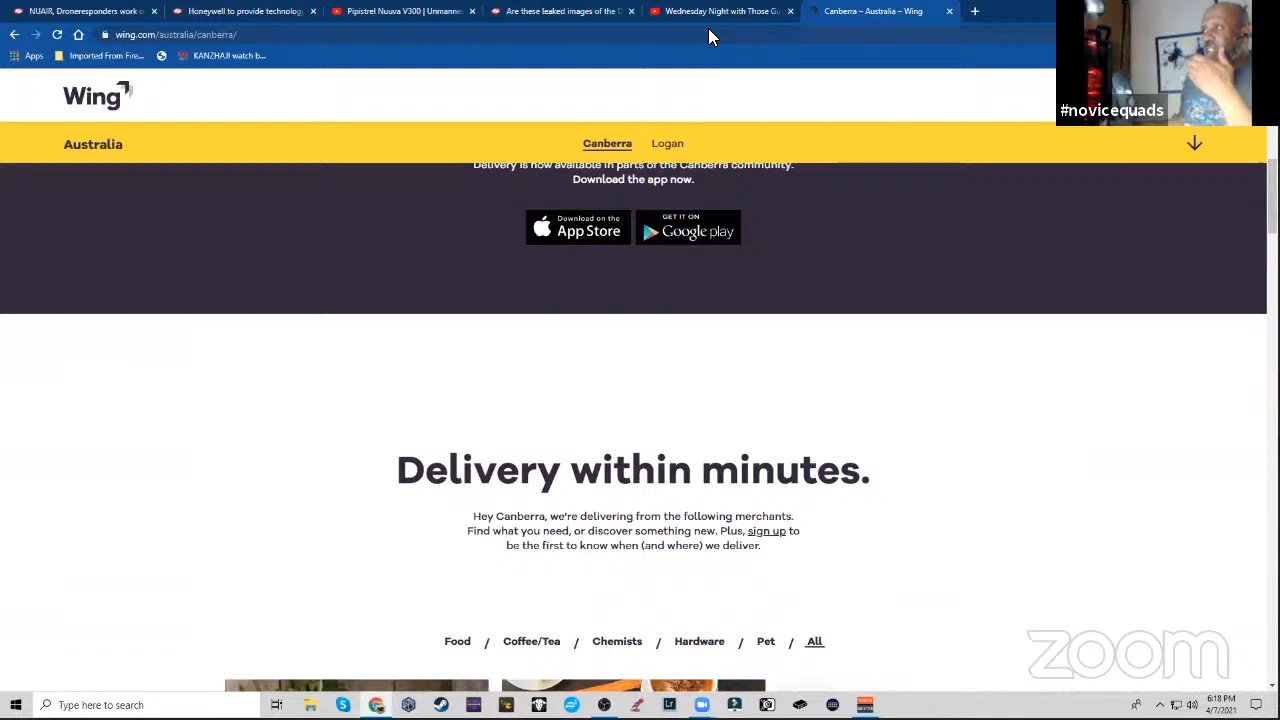 NUAIR, Droneresponders work o
Honeywell to provide technology
Pipistrel Nuuva V300 | Unmanne
Are these leaked images of the D
Wednesday Night with Those Gu
Canberra – Australia – Wing
wing.com/australia/canberra/
Apps
Imported From Fire...
KANZHAJI watch b...
Wing
#novicequads
Australia
Canberra
Logan
Delivery is now available in parts of the Canberra community.
Download the app now.
Download on the
App Store
GET IT ON
Google play
Delivery within minutes.
Hey Canberra, we're delivering from the following merchants.
Find what you need, or discover something new. Plus, sign up to
be the first to know when (and where) we deliver.
Food / Coffee/Tea / Chemists / Hardware / Pet / All
zoom
Type here to search
6:18 PM
4/7/2021